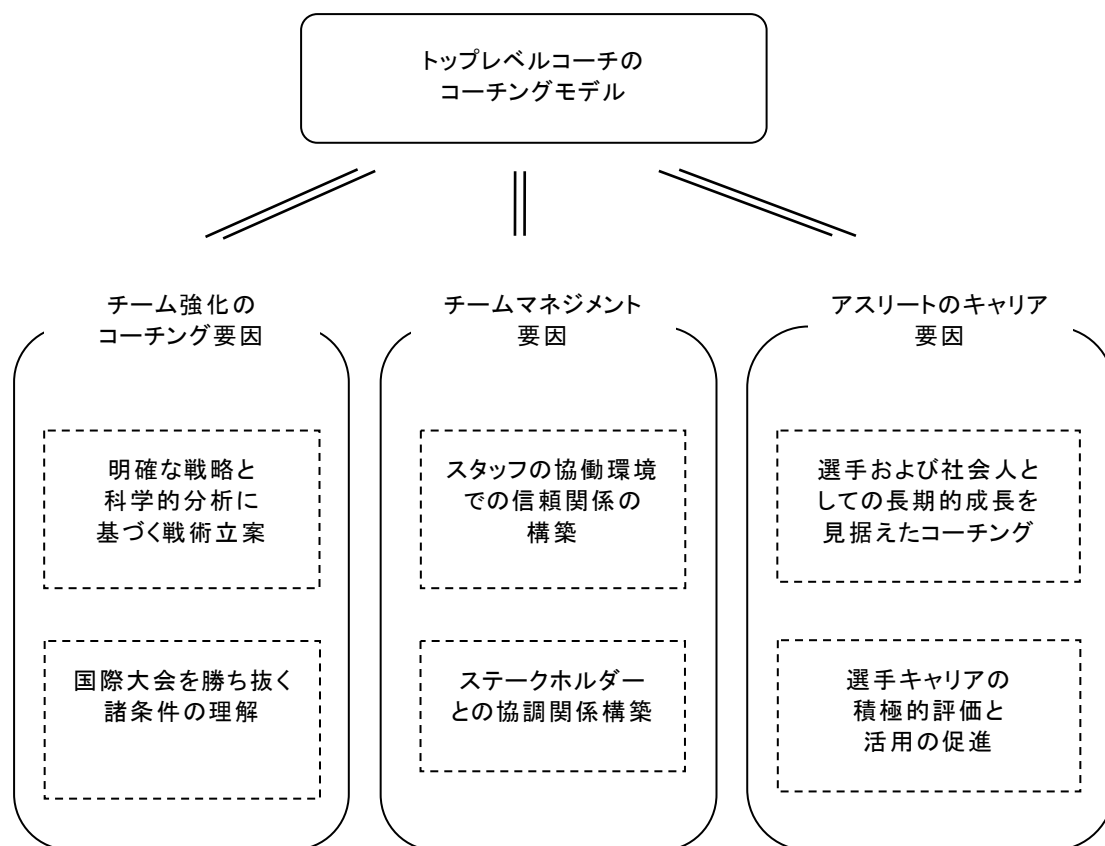 トップレベルコーチの
コーチングモデル
チーム強化の
コーチング要因
明確な戦略と
科学的分析に
基づく戦術立案
国際大会を勝ち抜く
諸条件の理解
チームマネジメント
要因
スタッフの協働環境
での信頼関係の
構築
ステークホルダー
との協調関係構築
アスリートのキャリア
要因
選手および社会人と
しての長期的成長を
見据えたコーチング
選手キャリアの
積極的評価と
活用の促進